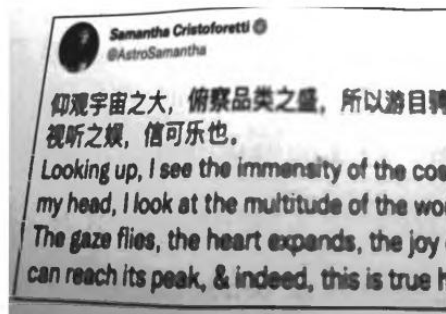 Samantha Cristoforetti
@AstroSamantha
仰观宇宙之大，俯察品类之盛，所以游目
视听之娱，信可乐也。
Looking up, I see the immensity of the
my head, I look at the multitude of the
The gaze flies, the heart expands, the joy
can reach its peak, & indeed, this is true